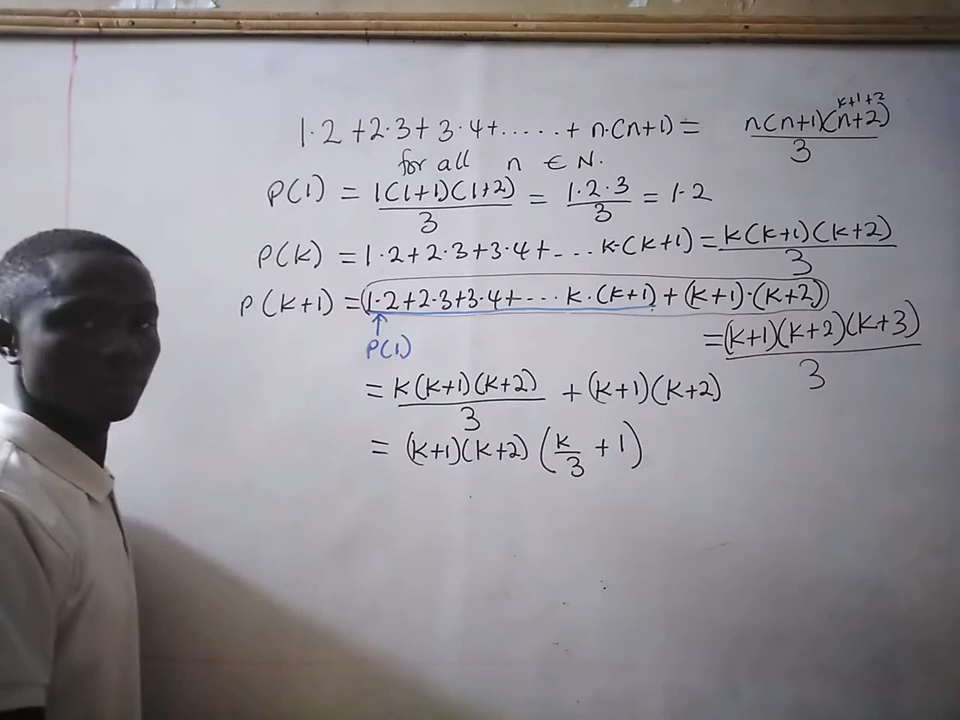 1·2 + 2·3 + 3·4 + ..... + n·(n+1) = n(n+1)(n+2)/3
k+1+2
for all n ∈ N.
P(1) = 1(1+1)(1+2)/3 = 1·2·3/3 = 1·2
P(k) = 1·2 + 2·3 + 3·4 + ... k·(k+1) = k(k+1)(k+2)/3
P(k+1) = (1·2 + 2·3 + 3·4 + ... k·(k+1) + (k+1)·(k+2))
= (k+1)(k+2)(k+3)/3
↑
P(1)
= k(k+1)(k+2)/3 + (k+1)(k+2)
= (k+1)(k+2)(k/3 + 1)